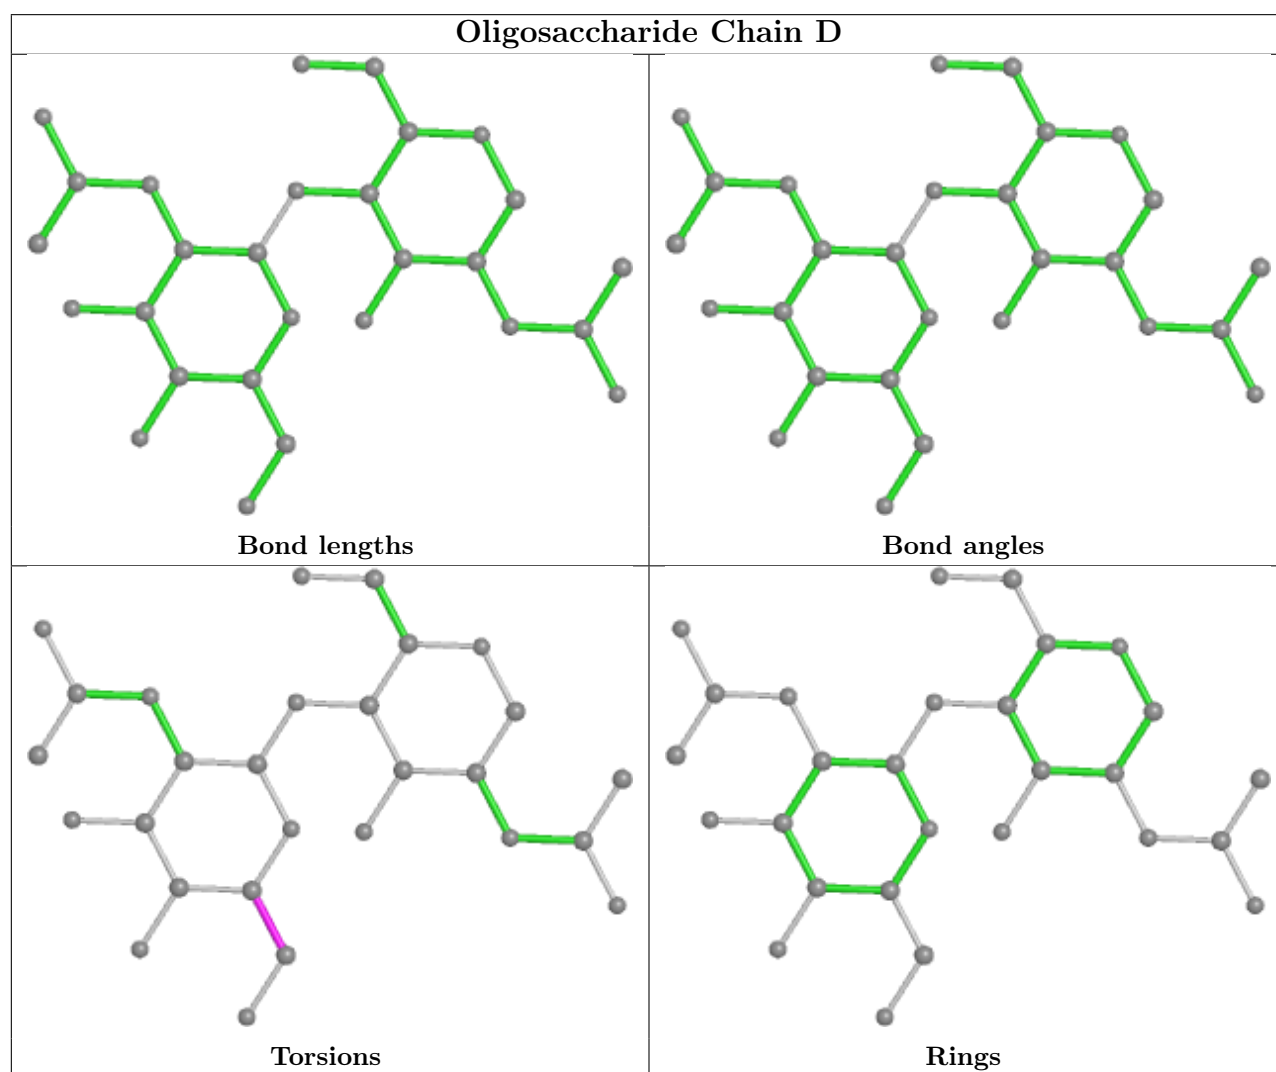 Oligosaccharide Chain D
Bond lengths
Bond angles
Torsions
Rings